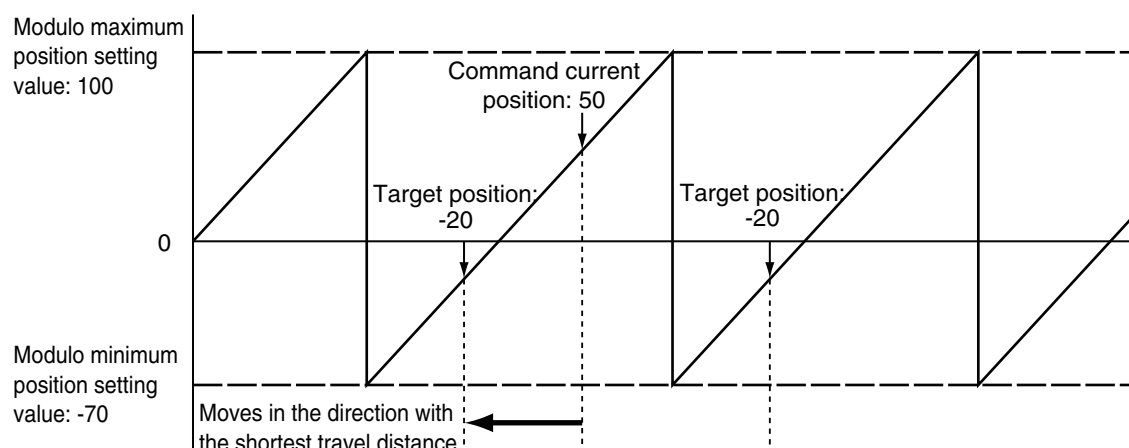 Modulo maximum
position setting
value: 100
Command current
position: 50
Target position:
-20
Target position:
-20
0
Modulo minimum
position setting
value: -70
Moves in the direction with
the shortest travel distance